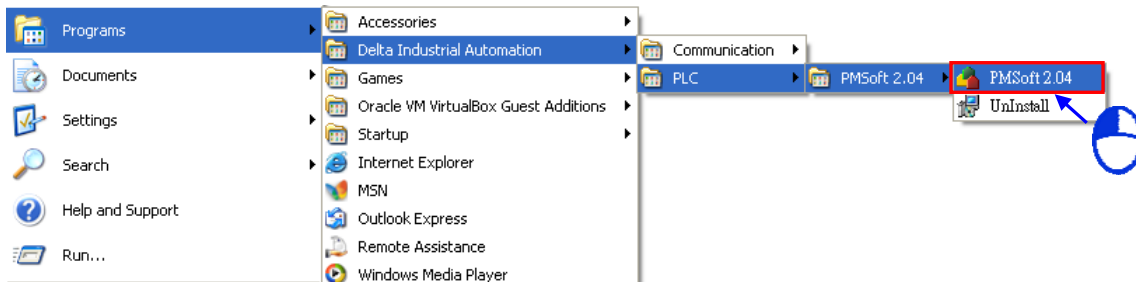 Programs
Documents
Settings
Search
Help and Support
Run...
Accessories
Delta Industrial Automation
Games
Oracle VM VirtualBox Guest Additions
Startup
Internet Explorer
MSN
Outlook Express
Remote Assistance
Windows Media Player
Communication
PLC
PMSoft 2.04
PMSoft 2.04
UnInstall